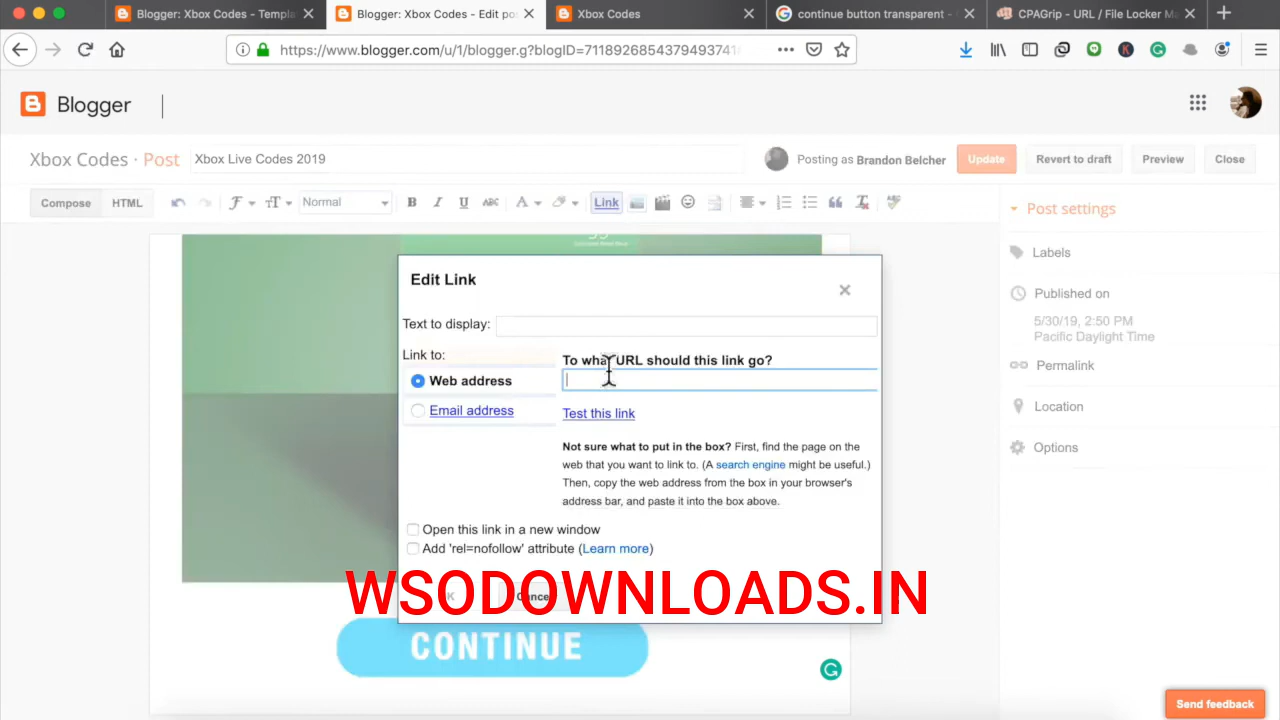 Blogger: Xbox Codes - Templa
Blogger: Xbox Codes - Edit po
Xbox Codes
continue button transparent -
CPAGrip - URL / File Locker Ma
https://www.blogger.com/u/1/blogger.g?blogID=71189268543794937416
Blogger
Xbox Codes · Post
Xbox Live Codes 2019
Posting as Brandon Belcher
Update
Revert to draft
Preview
Close
Compose
HTML
Normal
B
I
U
ABC
A
Link
Post settings
Labels
Published on
5/30/19, 2:50 PM
Pacific Daylight Time
Permalink
Location
Options
Edit Link
Text to display:
Link to:
Web address
Email address
To what URL should this link go?
Test this link
Not sure what to put in the box? First, find the page on the
web that you want to link to. (A search engine might be useful.)
Then, copy the web address from the box in your browser's
address bar, and paste it into the box above.
Open this link in a new window
Add 'rel=nofollow' attribute (Learn more)
WSODOWNLOADS.IN
CONTINUE
Send feedback